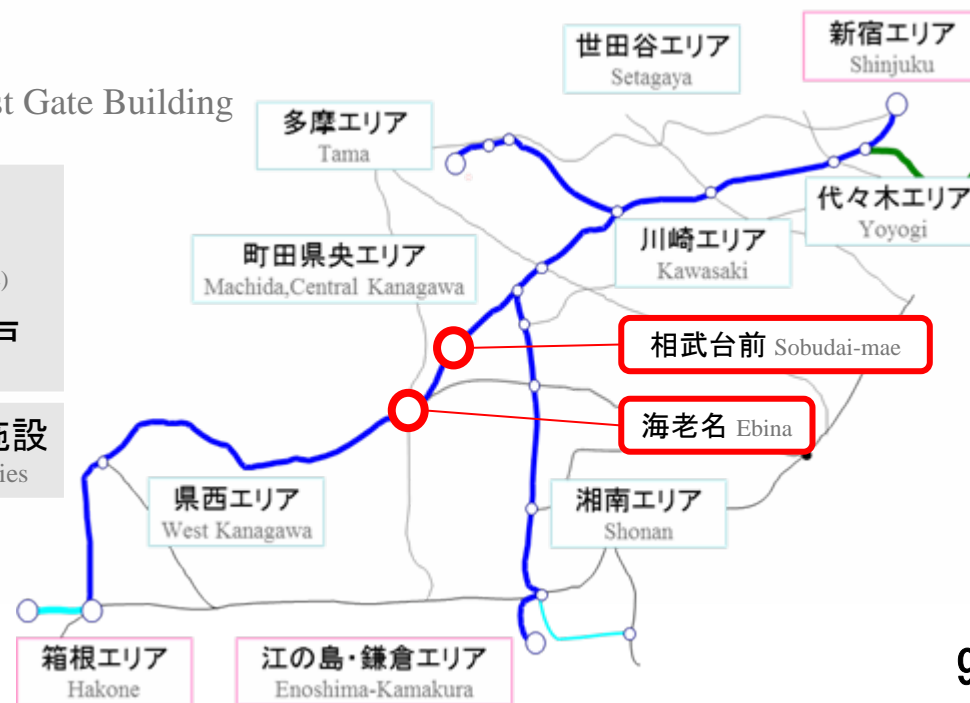 世田谷エリア
Setagaya
新宿エリア
Shinjuku
Gate Building
多摩エリア
Tama
代々木エリア
Yoyogi
川崎エリア
Kawasaki
町田県央エリア
Machida,Central Kanagawa
)
相武台前 Sobudai-mae
海老名 Ebina
施設
県西エリア
West Kanagawa
湘南エリア
Shonan
箱根エリア
Hakone
江の島・鎌倉エリア
Enoshima-Kamakura